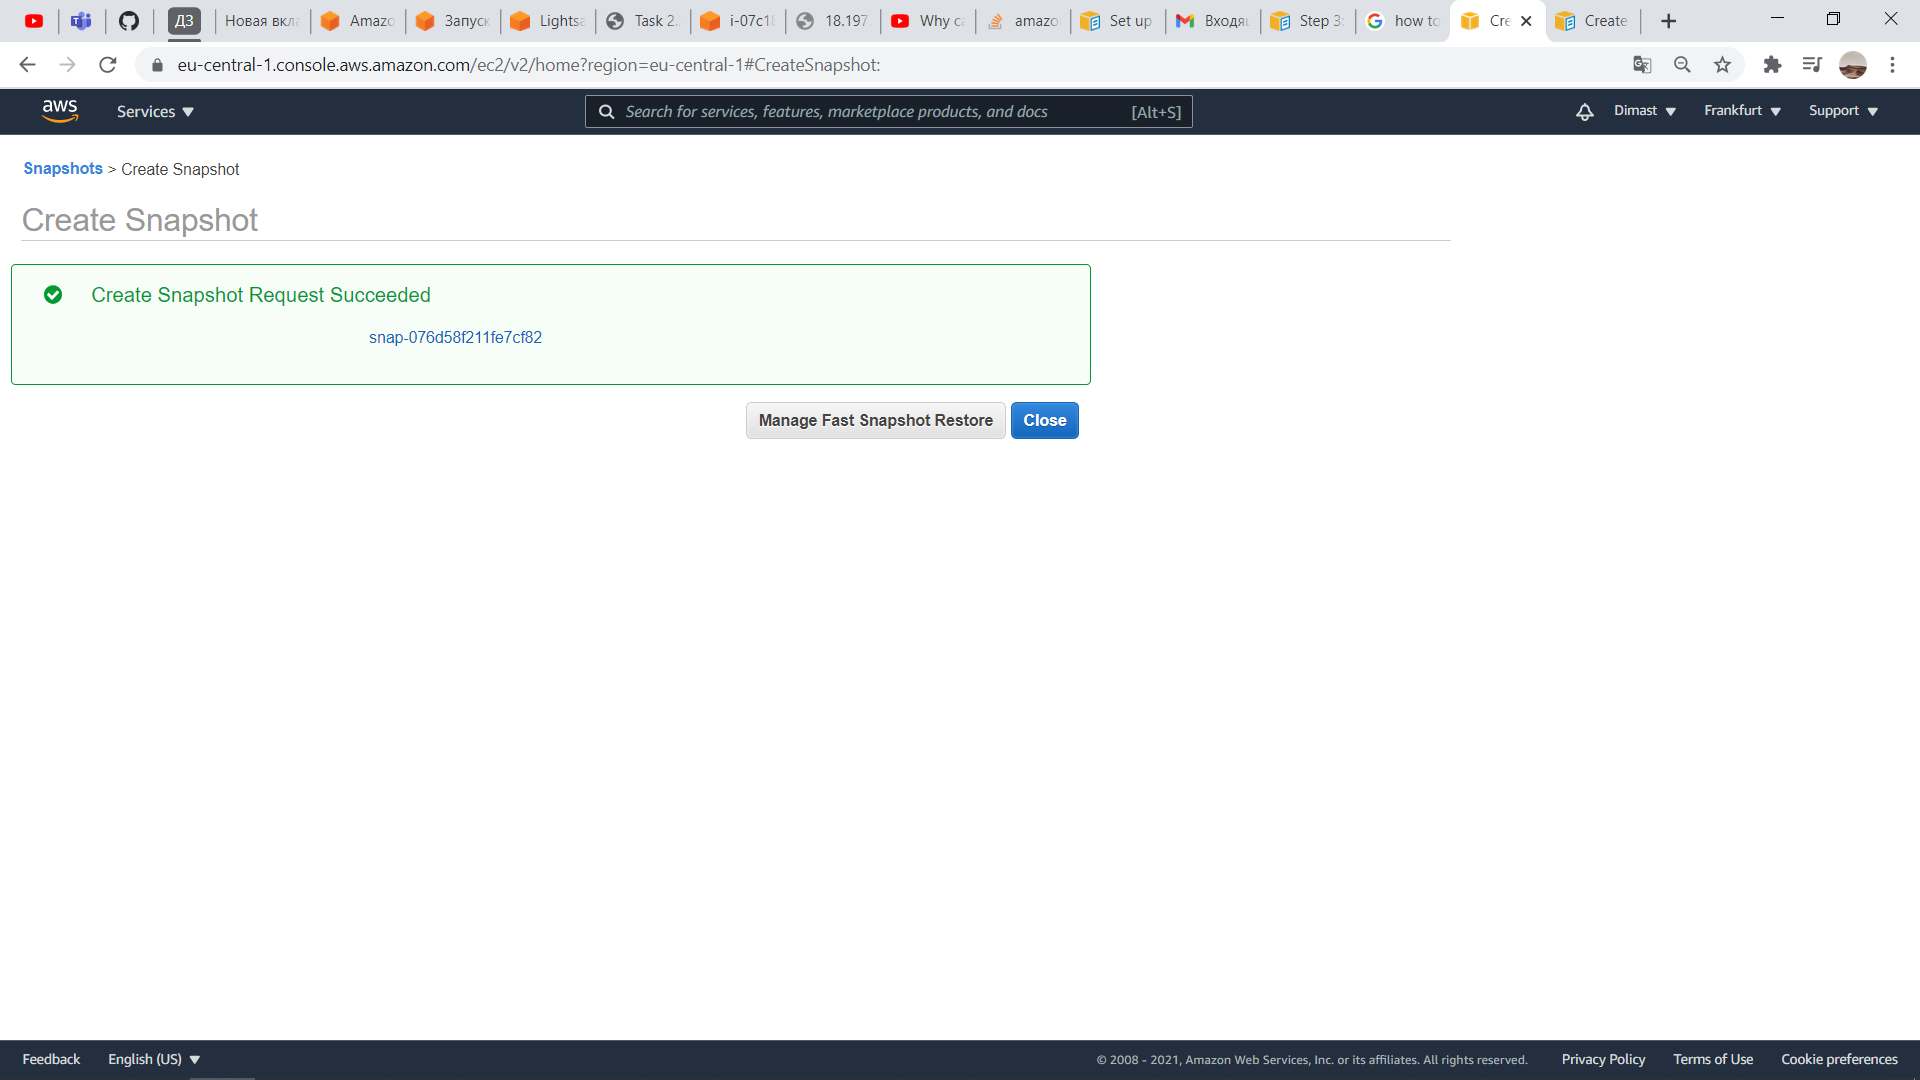 ДЗ
Новая вкла
Amazo
Запуск
Lightsa
Task 2.
i-07c18
18.197
Why ca
amazo
Set up
Входящ
Step 3:
how to
Cre
Create
eu-central-1.console.aws.amazon.com/ec2/v2/home?region=eu-central-1#CreateSnapshot:
aws
Services
Search for services, features, marketplace products, and docs
[Alt+S]
Dimast
Frankfurt
Support
Snapshots > Create Snapshot
Create Snapshot
Create Snapshot Request Succeeded
snap-076d58f211fe7cf82
Manage Fast Snapshot Restore
Close
Feedback
English (US)
© 2008 - 2021, Amazon Web Services, Inc. or its affiliates. All rights reserved.
Privacy Policy
Terms of Use
Cookie preferences